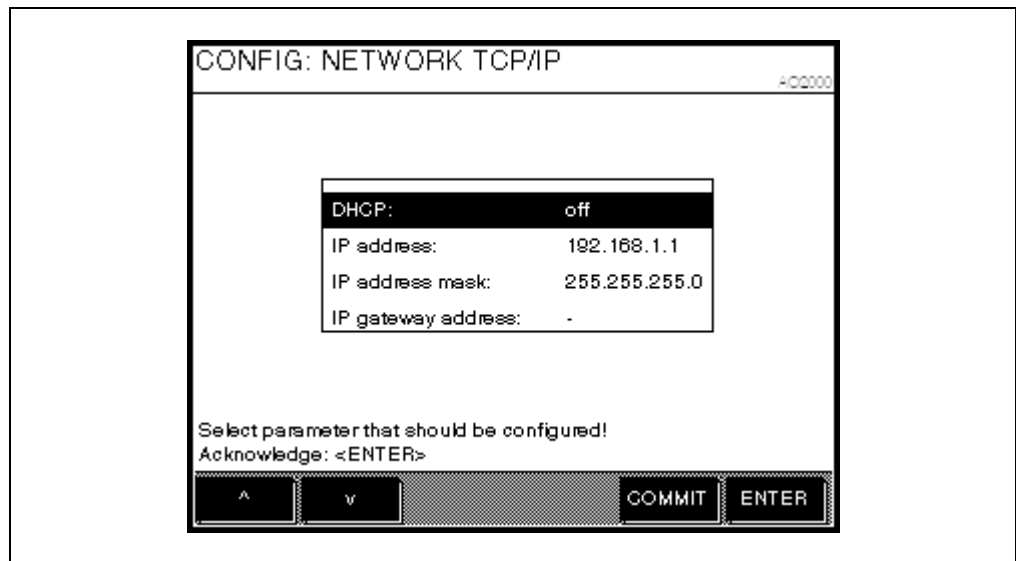 CONFIG: NETWORK TCP/IP
AO2000
DHCP: off
IP address: 192.168.1.1
IP address mask: 255.255.255.0
IP gateway address: -
Select parameter that should be configured!
Acknowledge: <ENTER>
^ v COMMIT ENTER